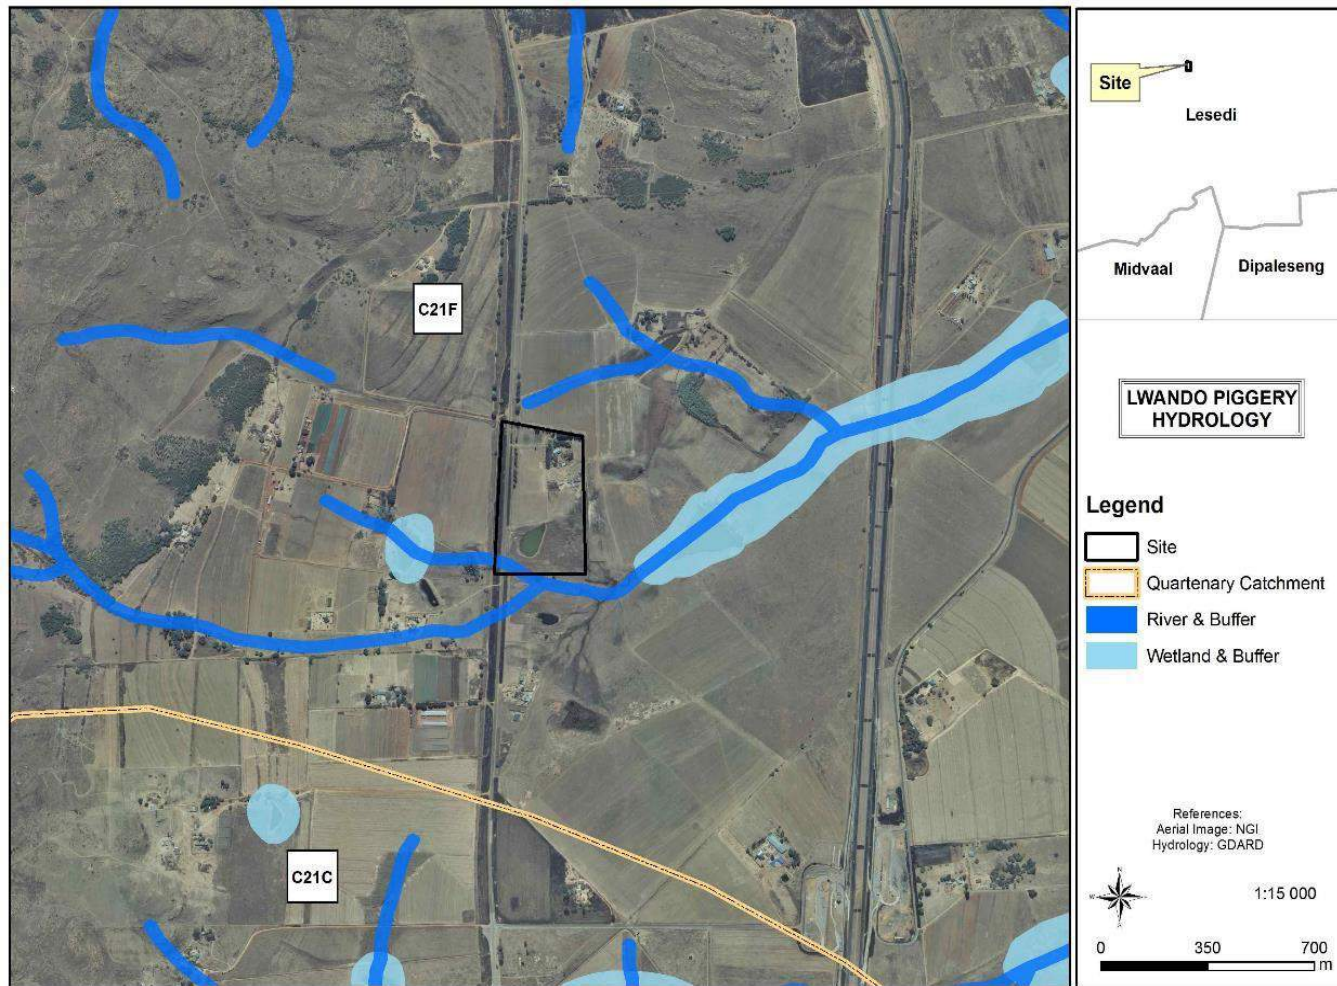 C21F
C21C
Site
Lesedi
Midvaal
Dipaleseng
LWANDO PIGGERY
HYDROLOGY
Legend
Site
Quartenary Catchment
River & Buffer
Wetland & Buffer
References:
Aerial Image: NGI
Hydrology: GDARD
N
W
E
S
1:15 000
0 350 700
m